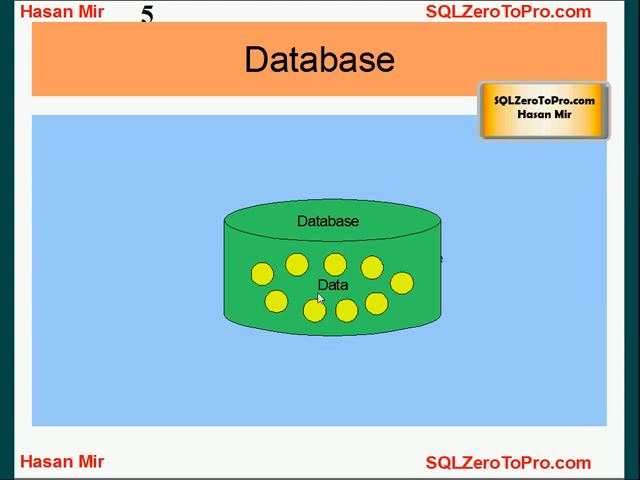 Hasan Mir
5
SQLZeroToPro.com
Database
SQLZeroToPro.com
Hasan Mir
Database
Data
Hasan Mir
SQLZeroToPro.com